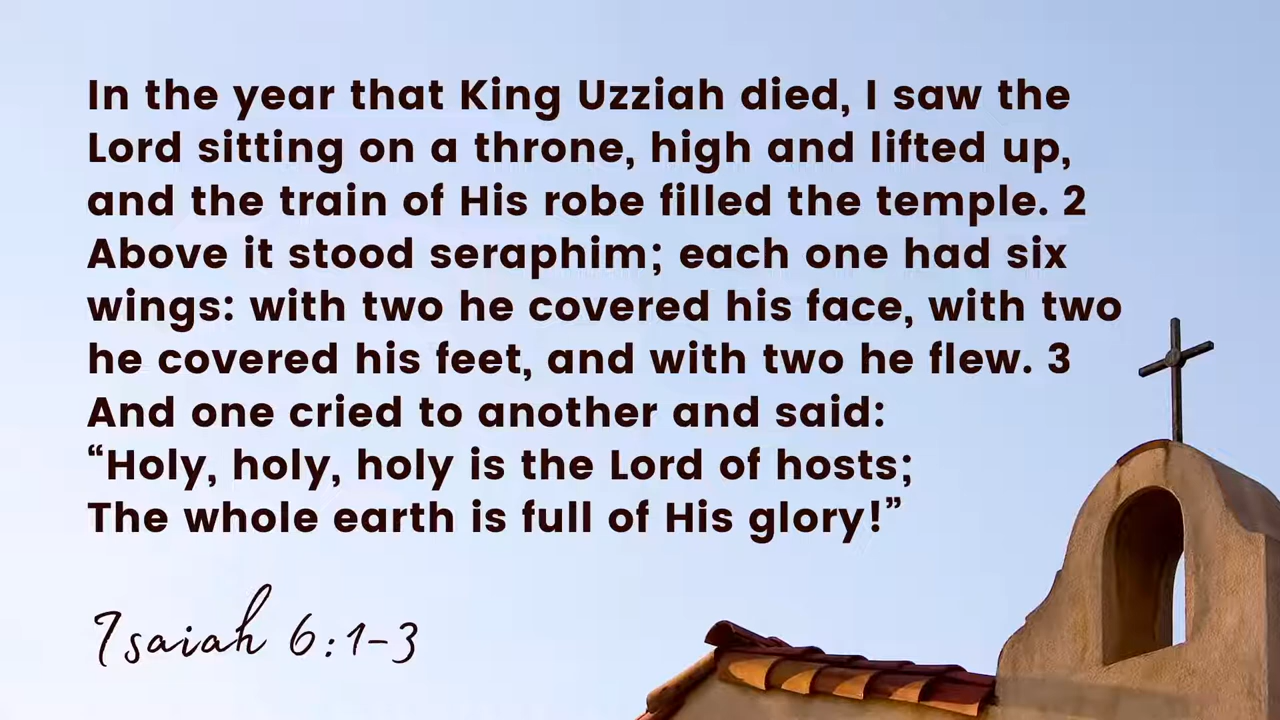 In the year that King Uzziah died, I saw the
Lord sitting on a throne, high and lifted up,
and the train of His robe filled the temple. 2
Above it stood seraphim; each one had six
wings: with two he covered his face, with two
he covered his feet, and with two he flew. 3
And one cried to another and said:
“Holy, holy, holy is the Lord of hosts;
The whole earth is full of His glory!”
Isaiah 6:1-3